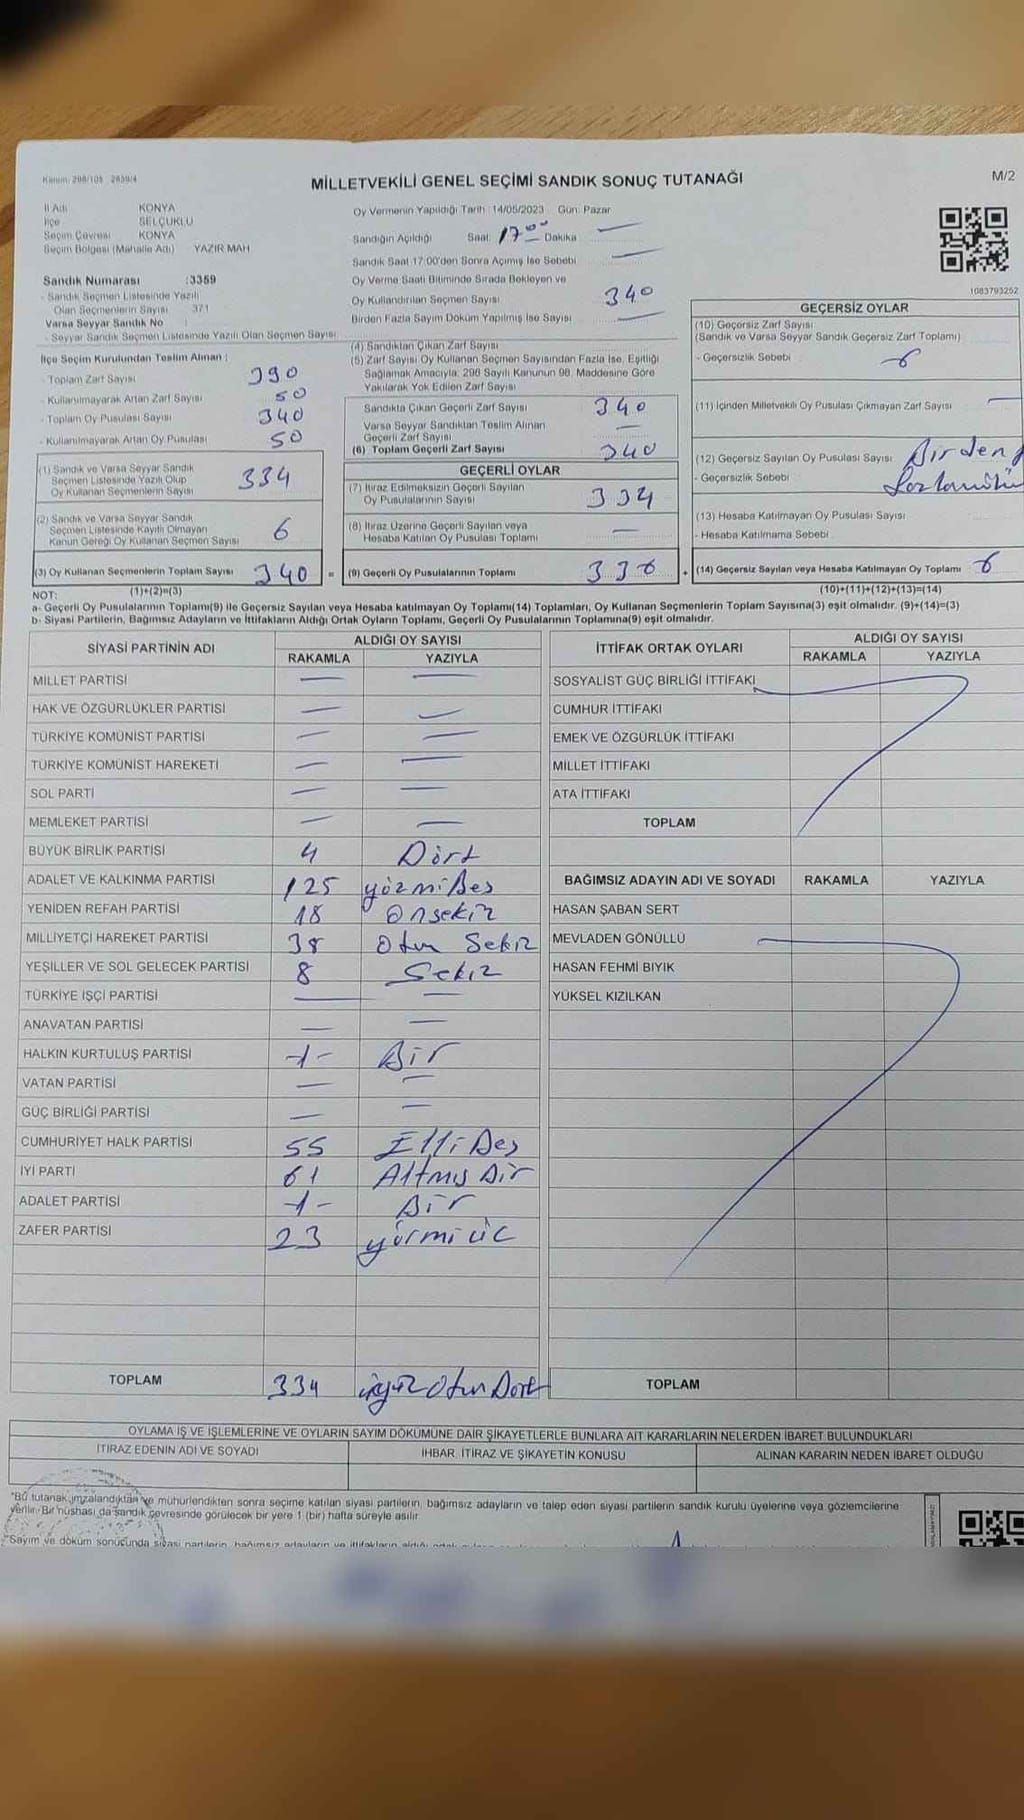 Kanun: 298/105 2839/4
MİLLETVEKİLİ GENEL SEÇİMİ SANDIK SONUÇ TUTANAĞI
M/2
İl Adı KONYA
İlçe SELÇUKLU
Seçim Çevresi KONYA
Seçim Bölgesi (Mahalle Adı) YAZIR MAH
Sandık Numarası :3359
- Sandık Seçmen Listesinde Yazılı
Olan Seçmenlerin Sayısı 371
Varsa Seyyar Sandık No :
- Seyyar Sandık Seçmen Listesinde Yazılı Olan Seçmen Sayısı:
Oy Vermenin Yapıldığı Tarih :14/05/2023 Gün: Pazar
Sandığın Açıldığı Saat: 17 00 Dakika —
Sandık Saat 17:00'den Sonra Açımış İse Sebebi —
Oy Verme Saati Bitiminde Sırada Bekleyen ve
Oy Kullandırılan Seçmen Sayısı 340
Birden Fazla Sayım Döküm Yapılmış İse Sayısı —
1083793252
İlçe Seçim Kurulundan Teslim Alınan :
- Toplam Zarf Sayısı 390
- Kullanılmayarak Artan Zarf Sayısı 50
- Toplam Oy Pusulası Sayısı 340
- Kullanılmayarak Artan Oy Pusulası 50
(1) Sandık ve Varsa Seyyar Sandık
Seçmen Listesinde Yazılı Olup
Oy Kullanan Seçmenlerin Sayısı 334
(2) Sandık ve Varsa Seyyar Sandık
Seçmen Listesinde Kayıtlı Olmayan
Kanun Gereği Oy Kullanan Seçmen Sayısı 6
(3) Oy Kullanan Seçmenlerin Toplam Sayısı 340 =
(1)+(2)=(3)
(4) Sandıktan Çıkan Zarf Sayısı
(5) Zarf Sayısı Oy Kullanan Seçmen Sayısından Fazla İse, Eşitliği
Sağlamak Amacıyla, 298 Sayılı Kanunun 98. Maddesine Göre
Yakılarak Yok Edilen Zarf Sayısı
Sandıkta Çıkan Geçerli Zarf Sayısı 340
Varsa Seyyar Sandıktan Teslim Alınan
Geçerli Zarf Sayısı —
(6) Toplam Geçerli Zarf Sayısı 340
GEÇERLİ OYLAR
(7) İtiraz Edilmeksizin Geçerli Sayılan
Oy Pusulalarının Sayısı 334
(8) İtiraz Üzerine Geçerli Sayılan veya
Hesaba Katılan Oy Pusulası Toplamı —
(9) Geçerli Oy Pusulalarının Toplamı 336 +
GEÇERSİZ OYLAR
(10) Geçersiz Zarf Sayısı
(Sandık ve Varsa Seyyar Sandık Geçersiz Zarf Toplamı)
- Geçersizlik Sebebi : 6
(11) İçinden Milletvekili Oy Pusulası Çıkmayan Zarf Sayısı —
(12) Geçersiz Sayılan Oy Pusulası Sayısı Birden
- Geçersizlik Sebebi :
(13) Hesaba Katılmayan Oy Pusulası Sayısı
- Hesaba Katılmama Sebebi :
(14) Geçersiz Sayılan veya Hesaba Katılmayan Oy Toplamı 6
(10)+(11)+(12)+(13)=(14)
NOT:
a- Geçerli Oy Pusulalarının Toplamı(9) ile Geçersiz Sayılan veya Hesaba katılmayan Oy Toplamı(14) Toplamları, Oy Kullanan Seçmenlerin Toplam Sayısına(3) eşit olmalıdır. (9)+(14)=(3)
b- Siyasi Partilerin, Bağımsız Adayların ve İttifakların Aldığı Ortak Oyların Toplamı, Geçerli Oy Pusulalarının Toplamına(9) eşit olmalıdır.
SİYASİ PARTİNİN ADI ALDIĞI OY SAYISI
RAKAMLA YAZIYLA
MİLLET PARTİSİ — —
HAK VE ÖZGÜRLÜKLER PARTİSİ — —
TÜRKİYE KOMÜNİST PARTİSİ — —
TÜRKİYE KOMÜNİST HAREKETİ — —
SOL PARTİ — —
MEMLEKET PARTİSİ — —
BÜYÜK BİRLİK PARTİSİ 4 Dört
ADALET VE KALKINMA PARTİSİ 125 yözmiBeş
YENİDEN REFAH PARTİSİ 18 Onsekiz
MİLLİYETÇİ HAREKET PARTİSİ 38 Otuz Sekiz
YEŞİLLER VE SOL GELECEK PARTİSİ 8 Sekiz
TÜRKİYE İŞÇİ PARTİSİ — —
ANAVATAN PARTİSİ — —
HALKIN KURTULUŞ PARTİSİ -1- Bir
VATAN PARTİSİ — —
GÜÇ BİRLİĞİ PARTİSİ — —
CUMHURİYET HALK PARTİSİ 55 ElliBeş
İYİ PARTİ 61 Altmış Bir
ADALET PARTİSİ -1- Bir
ZAFER PARTİSİ 23 yörmi üç
TOPLAM 334 üçyüz Otuz Dört
İTTİFAK ORTAK OYLARI ALDIĞI OY SAYISI
RAKAMLA YAZIYLA
SOSYALİST GÜÇ BİRLİĞİ İTTİFAKI
CUMHUR İTTİFAKI
EMEK VE ÖZGÜRLÜK İTTİFAKI
MİLLET İTTİFAKI
ATA İTTİFAKI
TOPLAM
BAĞIMSIZ ADAYIN ADI VE SOYADI RAKAMLA YAZIYLA
HASAN ŞABAN SERT
MEVLADEN GÖNÜLLÜ
HASAN FEHMİ BIYIK
YÜKSEL KIZILKAN
TOPLAM
OYLAMA İŞ VE İŞLEMLERİNE VE OYLARIN SAYIM DÖKÜMÜNE DAİR ŞİKAYETLERLE BUNLARA AİT KARARLARIN NELERDEN İBARET BULUNDUKLARI
İTİRAZ EDENİN ADI VE SOYADI İHBAR, İTİRAZ VE ŞİKAYETİN KONUSU ALINAN KARARIN NEDEN İBARET OLDUĞU
"Bu tutanak imzalandıktan ve mühürlendikten sonra seçime katılan siyasi partilerin, bağımsız adayların ve talep eden siyasi partilerin sandık kurulu üyelerine veya gözlemcilerine
verilir. Bir nüshası da sandık çevresinde görülecek bir yere 1 (bir) hafta süreyle asılır.
"Sayım ve döküm sonucunda siyasi partilerin, bağımsız adayların ve ittifakların aldığı